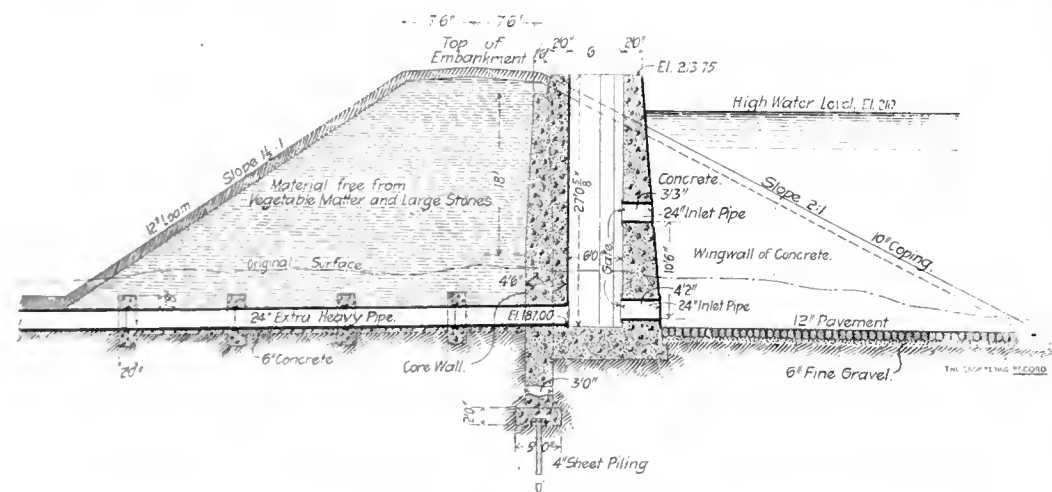 7'6" 7'6"
Top of
Embankment
2'0" 6 2'0"
El. 213.75
High Water Level. El. 210
Slope 1½:1
12" Loam
Material free from
Vegetable Matter and Large Stones.
18'
27'0⅝"
Concrete.
3'3"
24" Inlet Pipe
Slope 2:1
10" Coping.
Wingwall of Concrete.
Original Surface
Gate
6'0"
10'6"
4'6"
4'2"
24" Inlet Pipe
24" Extra Heavy Pipe.
El. 187.00
12" Pavement
6" Concrete
Core Wall.
6" Fine Gravel.
THE ENGINEERING RECORD
3'0"
2'0"
5'0"
4" Sheet Piling